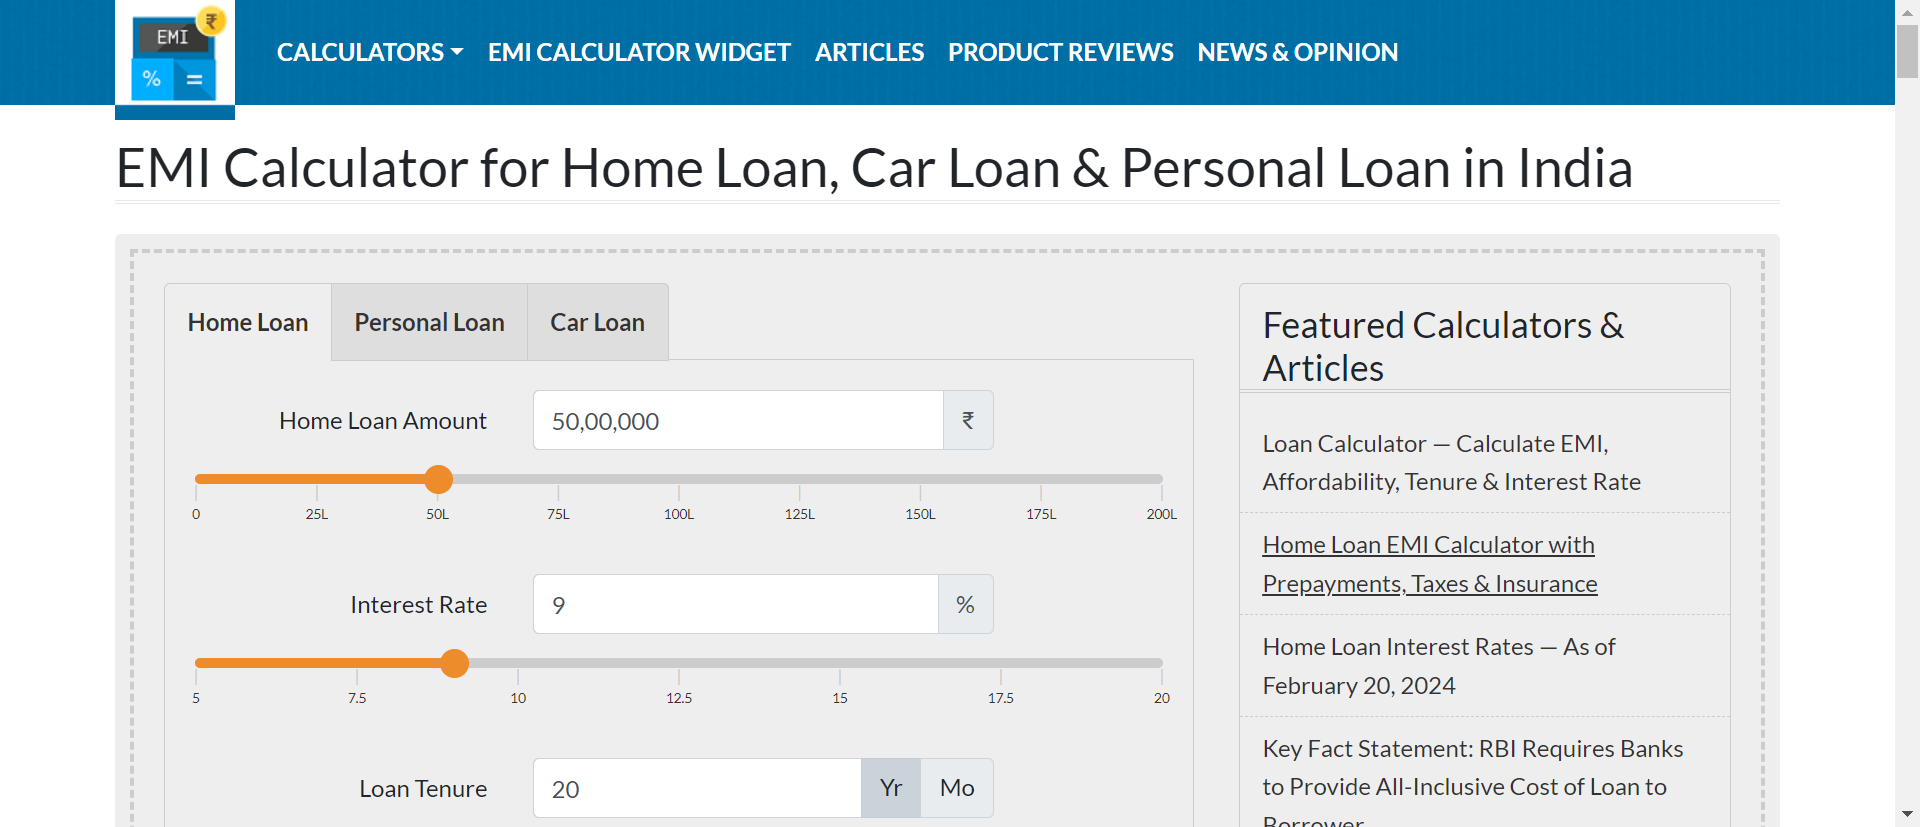 EMI
₹
%
=
CALCULATORS
EMI CALCULATOR WIDGET
ARTICLES
PRODUCT REVIEWS
NEWS & OPINION
EMI Calculator for Home Loan, Car Loan & Personal Loan in India
Home Loan
Personal Loan
Car Loan
Home Loan Amount
50,00,000
₹
0
25L
50L
75L
100L
125L
150L
175L
200L
Interest Rate
9
%
5
7.5
10
12.5
15
17.5
20
Loan Tenure
20
Yr
Mo
Featured Calculators &
Articles
Loan Calculator — Calculate EMI,
Affordability, Tenure & Interest Rate
Home Loan EMI Calculator with
Prepayments, Taxes & Insurance
Home Loan Interest Rates — As of
February 20, 2024
Key Fact Statement: RBI Requires Banks
to Provide All-Inclusive Cost of Loan to
Borrower